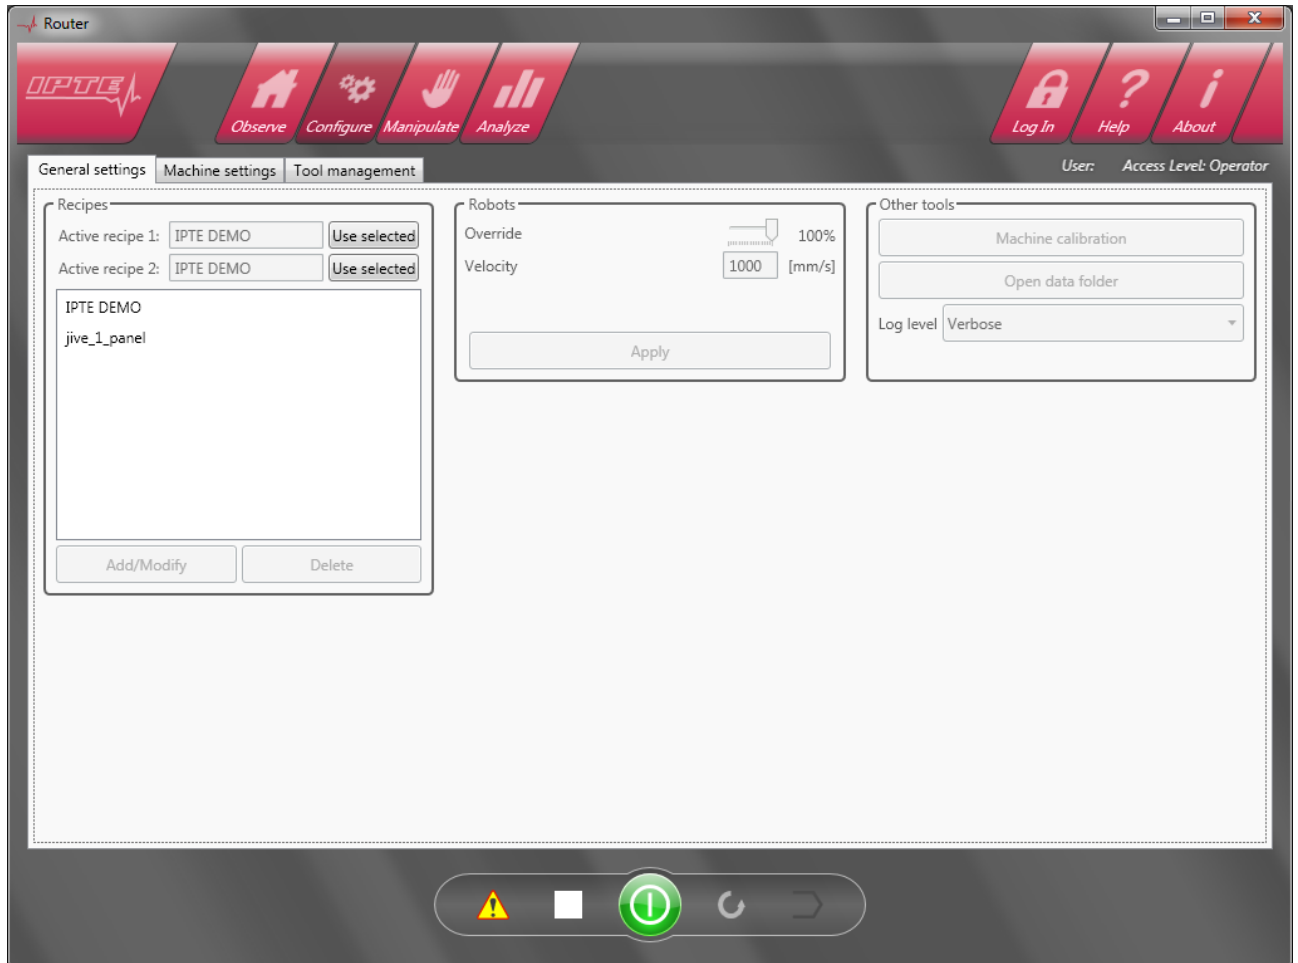 Router
IPTE
Observe Configure Manipulate Analyze
Log In Help About
General settings Machine settings Tool management
User: Access Level: Operator
Recipes
Active recipe 1: IPTE DEMO Use selected
Active recipe 2: IPTE DEMO Use selected
IPTE DEMO
jive_1_panel
Add/Modify Delete
Robots
Override 100%
Velocity 1000 [mm/s]
Apply
Other tools
Machine calibration
Open data folder
Log level Verbose